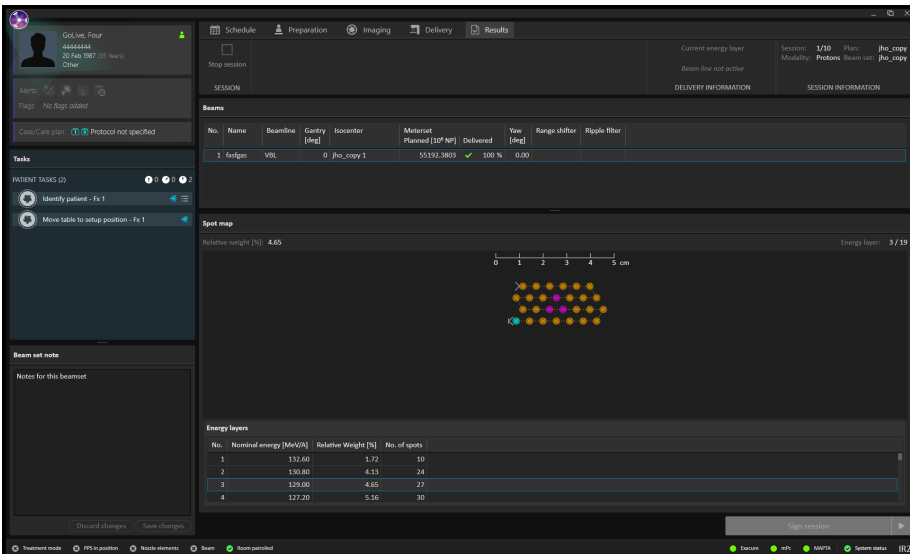 GoLive, Four
44444444
20 Feb 1987 (35 Years)
Other
Alerts:
Flags: No flags added
Case/Care plan: 1 Protocol not specified
Tasks
PATIENT TASKS (2) 0 0 2
Identify patient - Fx 1
Move table to setup position - Fx 1
Beam set note
Notes for this beamset
Discard changes Save changes
Schedule Preparation Imaging Delivery Results
Stop session
SESSION
Current energy layer
Beam line not active
DELIVERY INFORMATION
Session: 1/10 Plan: jho_copy
Modality: Protons Beam set: jho_copy
SESSION INFORMATION
Beams
No. Name Beamline Gantry [deg] Isocenter Meterset Planned [10⁶ NP] Delivered Yaw [deg] Range shifter Ripple filter
1 fasfgas VBL 0 jho_copy 1 55192.3803 100 % 0.00
Spot map
Relative weight [%]: 4.65 Energy layer: 3 / 19
0 1 2 3 4 5 cm
Energy layers
No. Nominal energy [MeV/A] Relative Weight [%] No. of spots
1 132.60 1.72 10
2 130.80 4.13 24
3 129.00 4.65 27
4 127.20 5.16 30
Sign session
Treatment mode PPS in position Nozzle elements Beam Room patrolled Exacure mPc MAPTA System status IR2